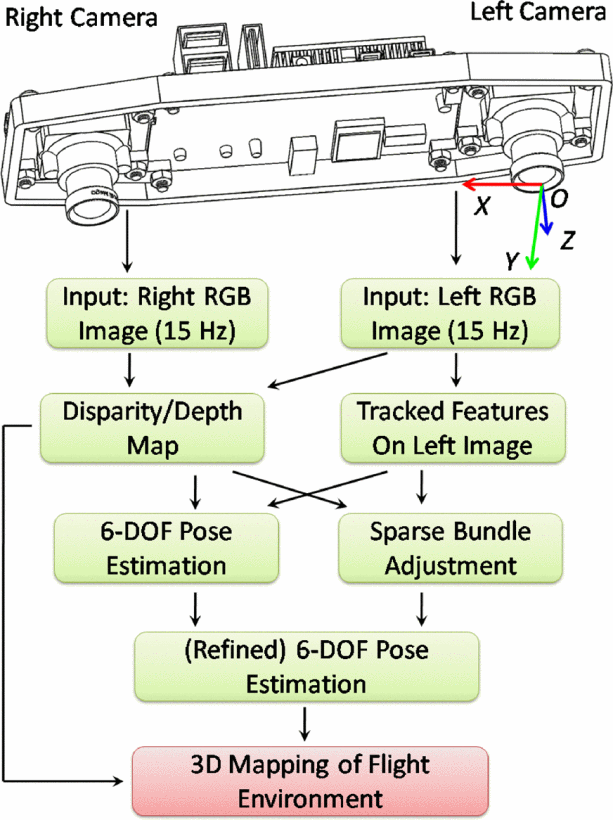 Right Camera
Left Camera
X
O
Z
Y
Input: Right RGB
Image (15 Hz)
Input: Left RGB
Image (15 Hz)
Disparity/Depth
Map
Tracked Features
On Left Image
6-DOF Pose
Estimation
Sparse Bundle
Adjustment
(Refined) 6-DOF Pose
Estimation
3D Mapping of Flight
Environment